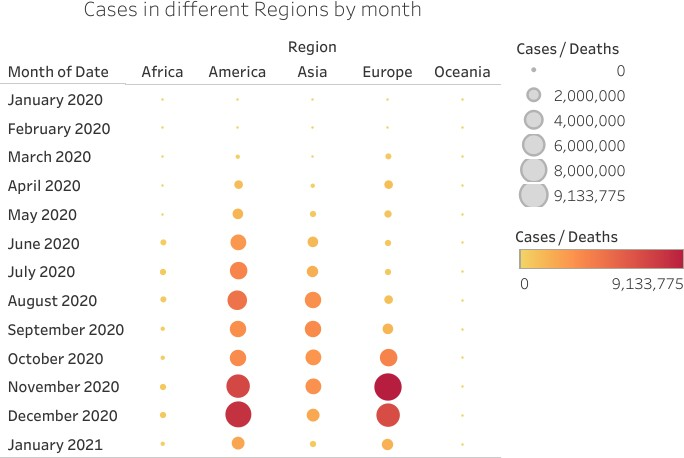 Cases in different Regions by month
Region
Month of Date Africa America Asia Europe Oceania
January 2020
February 2020
March 2020
April 2020
May 2020
June 2020
July 2020
August 2020
September 2020
October 2020
November 2020
December 2020
January 2021
Cases / Deaths
0
2,000,000
4,000,000
6,000,000
8,000,000
9,133,775
Cases / Deaths
0 9,133,775